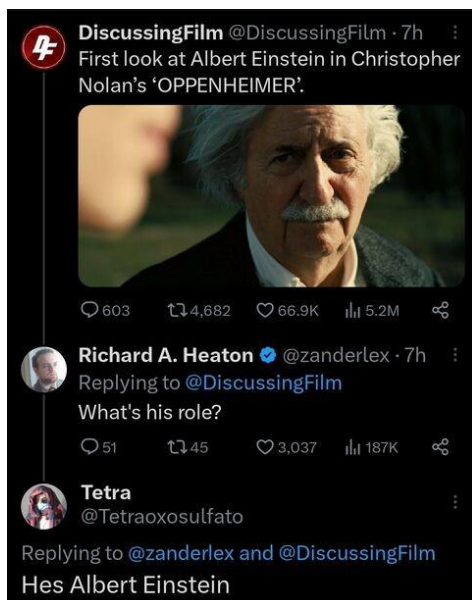 DF
DiscussingFilm @DiscussingFilm · 7h
First look at Albert Einstein in Christopher
Nolan's ‘OPPENHEIMER’.
603 4,682 66.9K 5.2M
Richard A. Heaton @zanderlex · 7h
Replying to @DiscussingFilm
What's his role?
51 45 3,037 187K
Tetra
@Tetraoxosulfato
Replying to @zanderlex and @DiscussingFilm
Hes Albert Einstein